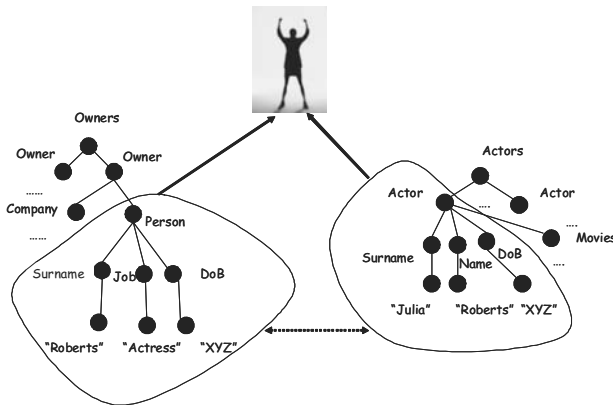 Owners
Owner
Owner
......
Company
......
Person
Surname
Job
DoB
"Roberts"
"Actress"
"XYZ"
Actors
Actor
....
Actor
....
Movies
....
Surname
Name
DoB
"Julia"
"Roberts"
"XYZ"